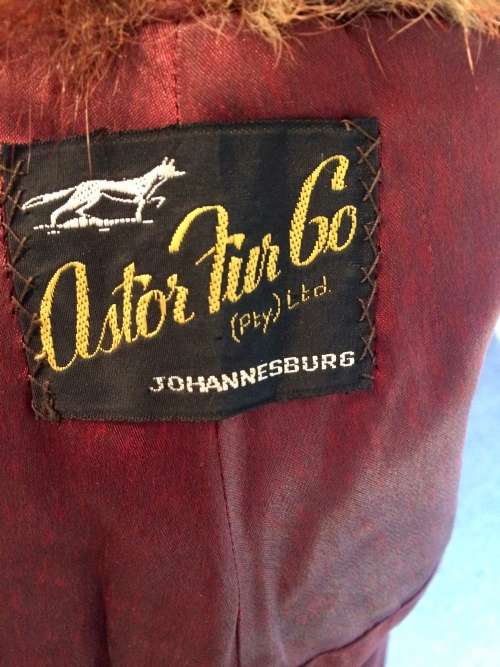 Astor Fur Co
(Pty) Ltd.
JOHANNESBURG